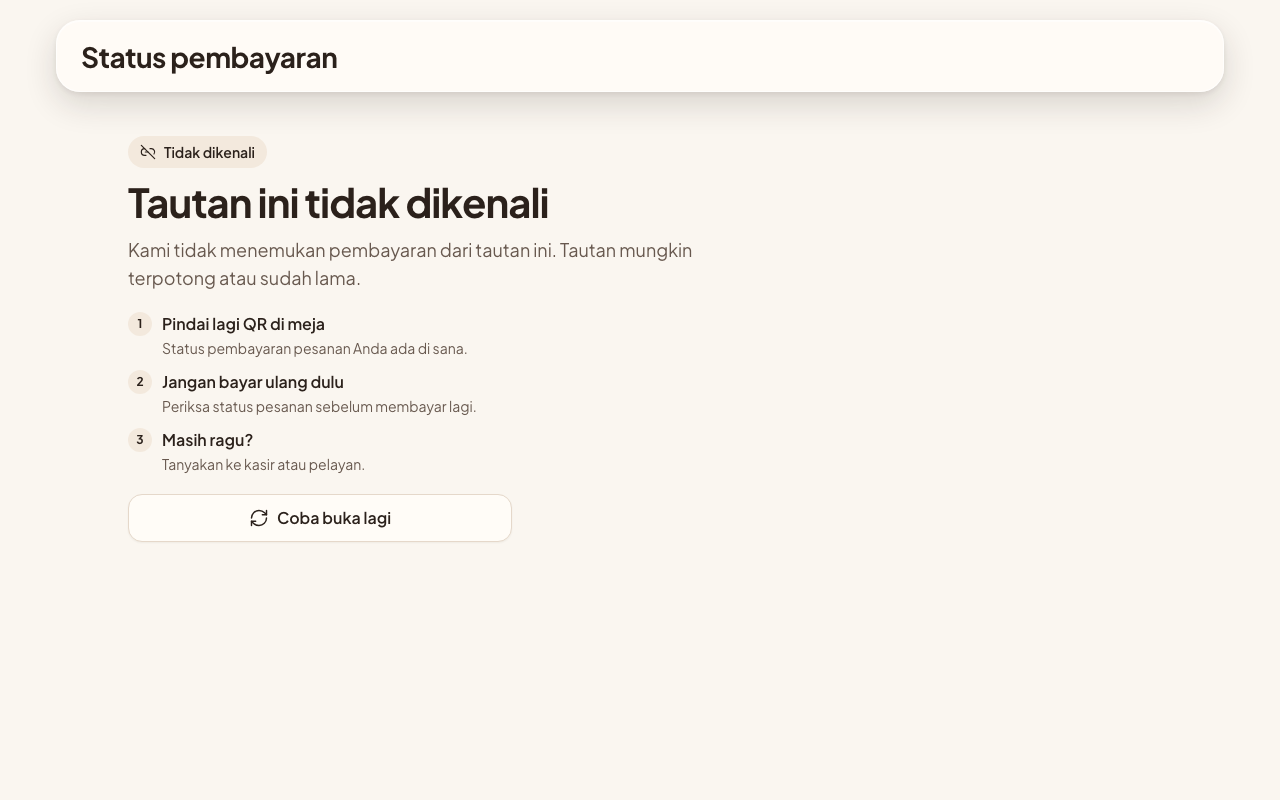 Status pembayaran
Tidak dikenali
Tautan ini tidak dikenali
Kami tidak menemukan pembayaran dari tautan ini. Tautan mungkin
terpotong atau sudah lama.
1 Pindai lagi QR di meja
Status pembayaran pesanan Anda ada di sana.
2 Jangan bayar ulang dulu
Periksa status pesanan sebelum membayar lagi.
3 Masih ragu?
Tanyakan ke kasir atau pelayan.
Coba buka lagi